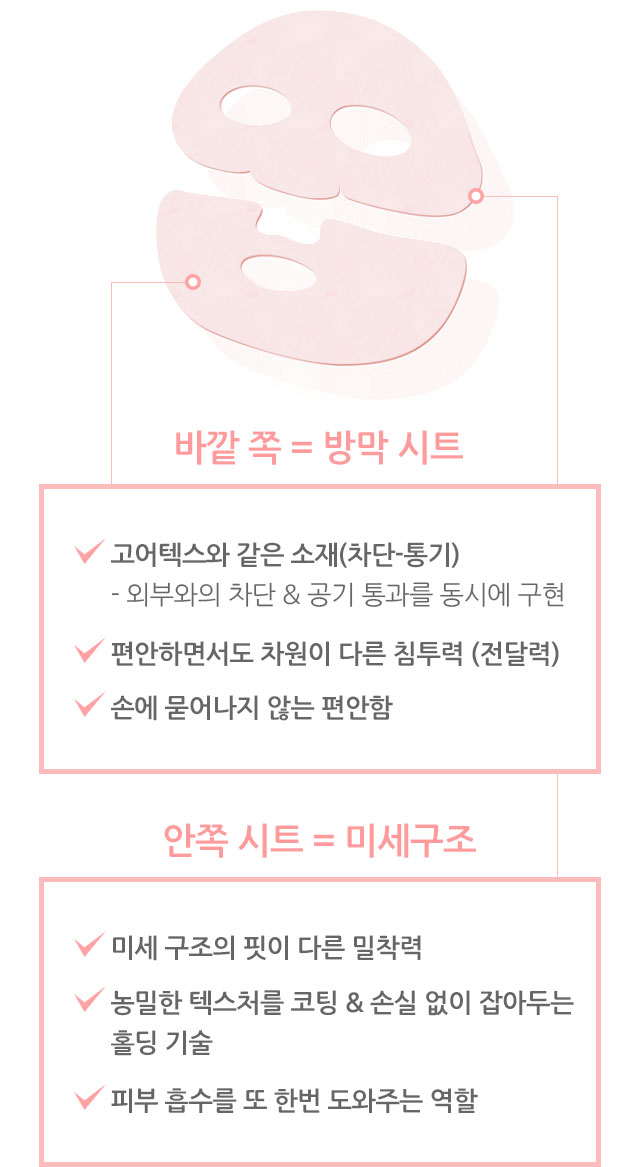 바깥 쪽 = 방막 시트
고어텍스와 같은 소재(차단-통기)
- 외부와의 차단 & 공기 통과를 동시에 구현
편안하면서도 차원이 다른 침투력 (전달력)
손에 묻어나지 않는 편안함
안쪽 시트 = 미세구조
미세 구조의 핏이 다른 밀착력
농밀한 텍스처를 코팅 & 손실 없이 잡아두는
홀딩 기술
피부 흡수를 또 한번 도와주는 역할